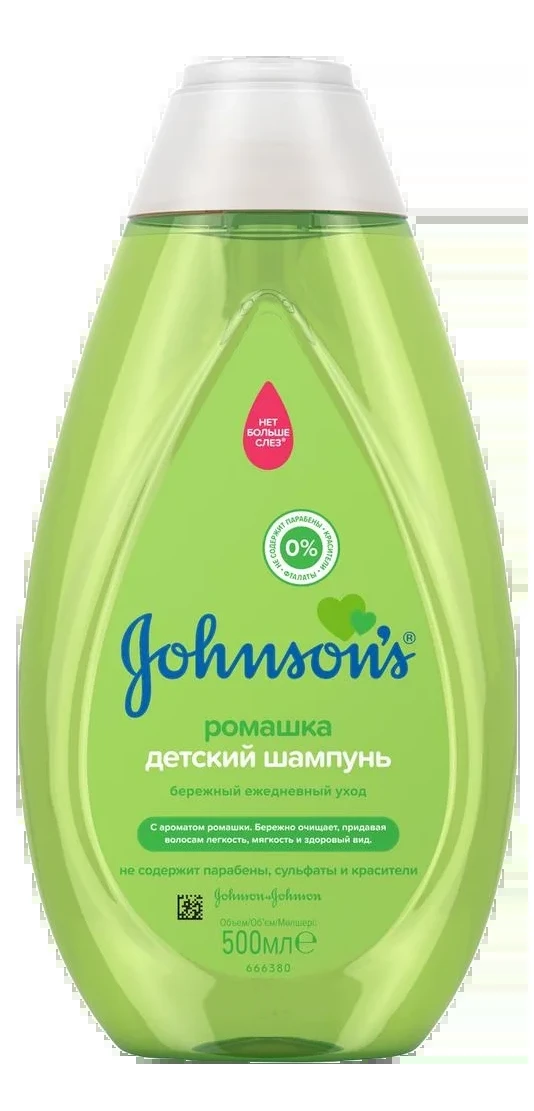 НЕТ
БОЛЬШЕ
СЛЕЗ®
НЕ СОДЕРЖИТ ПАРАБЕНЫ • КРАСИТЕЛИ • ФТАЛАТЫ •
0%
Johnson's®
ромашка
детский шампунь
бережный ежедневный уход
С ароматом ромашки. Бережно очищает, придавая
волосам легкость, мягкость и здоровый вид.
не содержит парабены, сульфаты и красители
Johnson & Johnson
Объем/Об'єм/Мөлшері:
500мл℮
666380